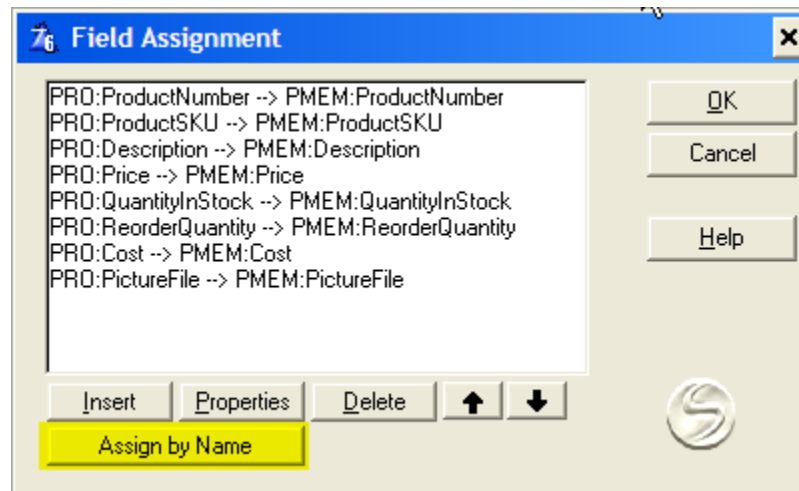 Field Assignment
PRO:ProductNumber --> PMEM:ProductNumber
PRO:ProductSKU --> PMEM:ProductSKU
PRO:Description --> PMEM:Description
PRO:Price --> PMEM:Price
PRO:QuantityInStock --> PMEM:QuantityInStock
PRO:ReorderQuantity --> PMEM:ReorderQuantity
PRO:Cost --> PMEM:Cost
PRO:PictureFile --> PMEM:PictureFile
OK
Cancel
Help
Insert Properties Delete
Assign by Name